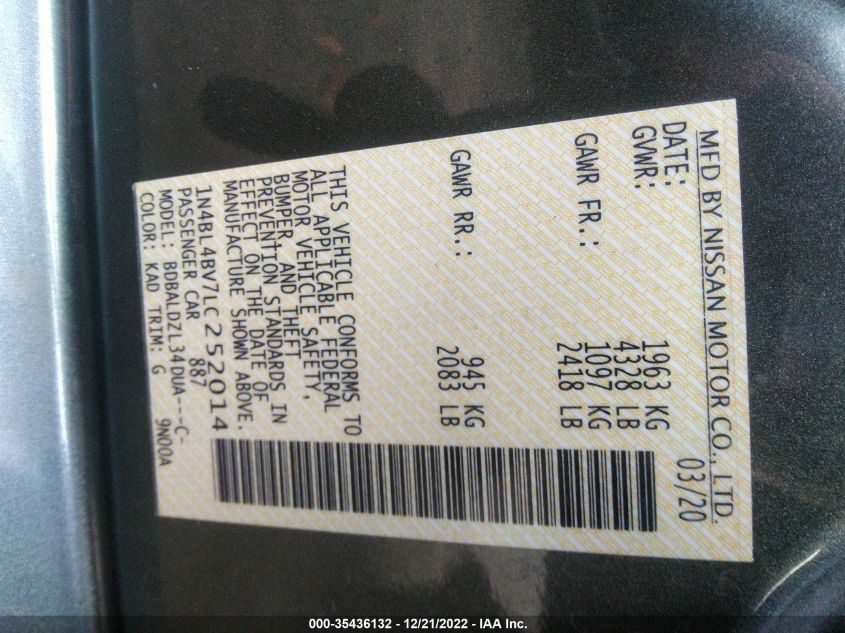 MFD BY NISSAN MOTOR CO., LTD.
DATE: 03/20
GVWR: 1963 KG
4328 LB
GAWR FR.: 1097 KG
2418 LB
GAWR RR.: 945 KG
2083 LB
THIS VEHICLE CONFORMS TO
ALL APPLICABLE FEDERAL
MOTOR VEHICLE SAFETY,
BUMPER, AND THEFT
PREVENTION STANDARDS IN
EFFECT ON THE DATE OF
MANUFACTURE SHOWN ABOVE.
1N4BL4BV7LC252014
PASSENGER CAR 887
MODEL: BDBALDZL34DUA---C-
COLOR: KAD TRIM: G 9N00A
000-35436132 - 12/21/2022 - IAA Inc.